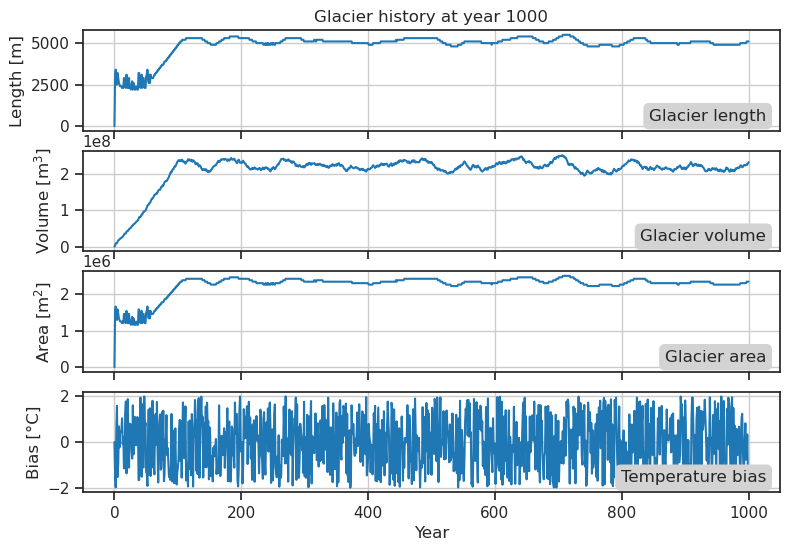 Glacier history at year 1000
Length [m]
5000
2500
0
Glacier length
1e8
Volume [m³]
2
1
0
Glacier volume
1e6
Area [m²]
2
1
0
Glacier area
Bias [°C]
2
0
−2
Temperature bias
0 200 400 600 800 1000
Year